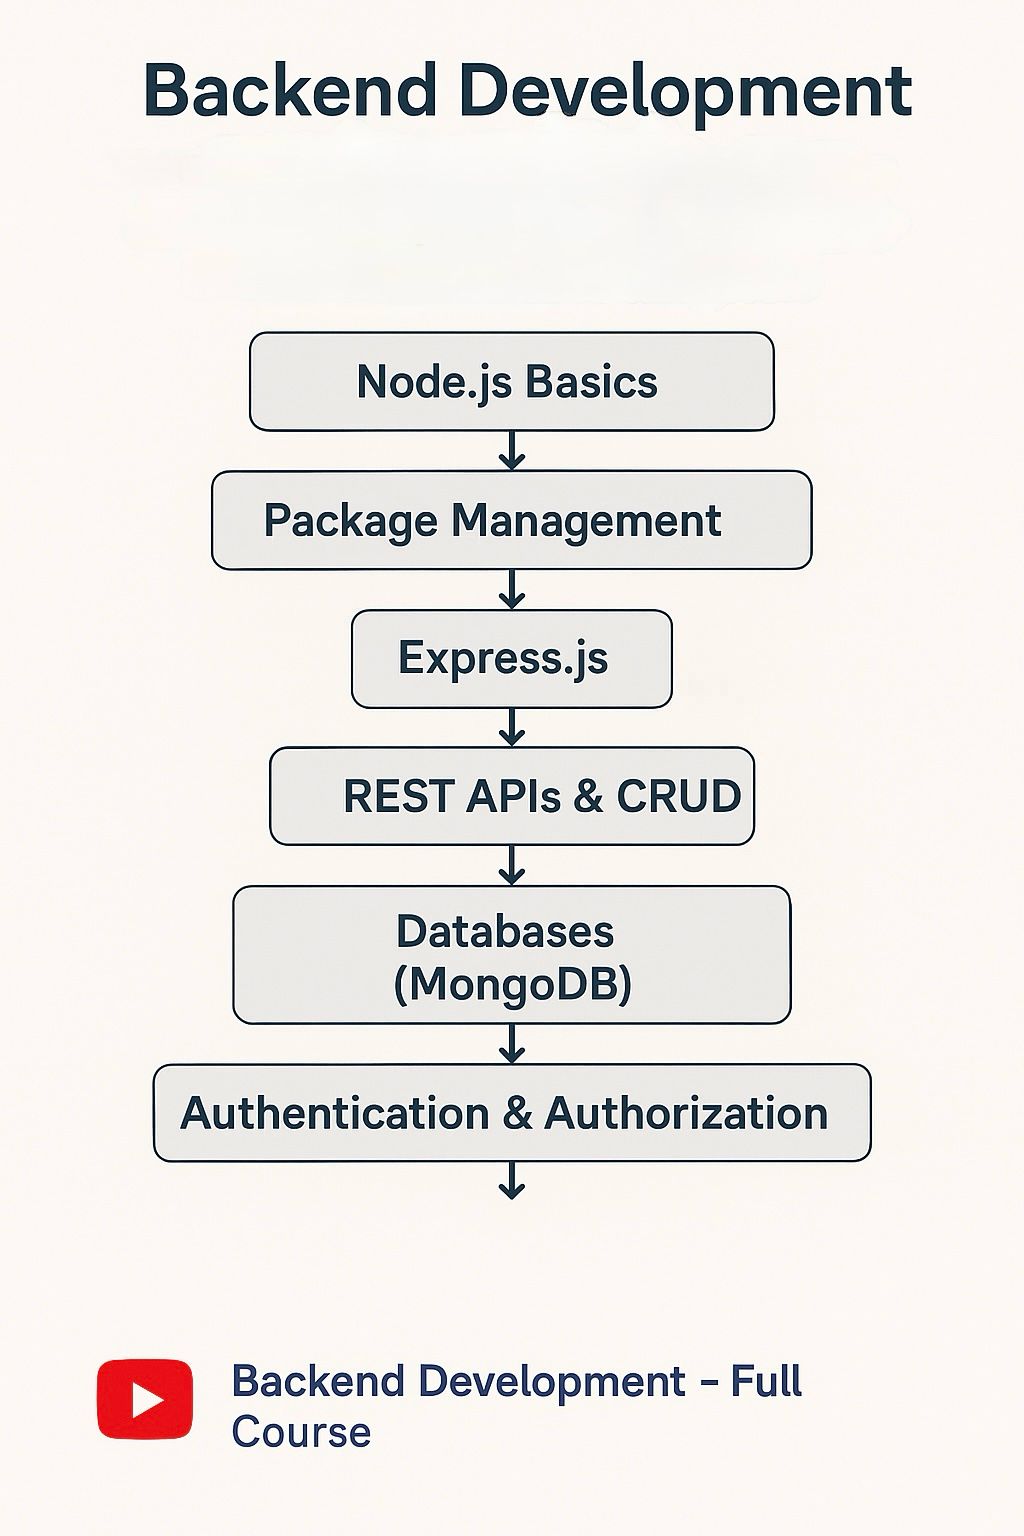 Backend Development
Node.js Basics
Package Management
Express.js
REST APIs & CRUD
Databases
(MongoDB)
Authentication & Authorization
Backend Development – Full
Course